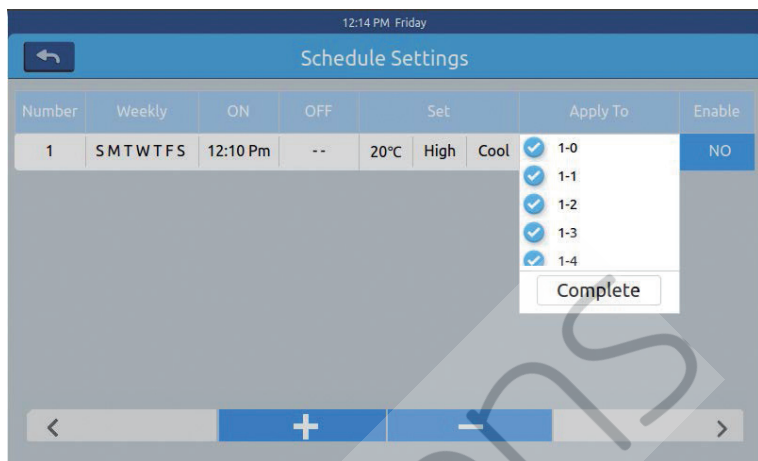 12:14 PM Friday
Schedule Settings
Number Weekly ON OFF Set Apply To Enable
1 SMTWTFS 12:10 Pm -- 20℃ High Cool 1-0 NO
1-1
1-2
1-3
1-4
Complete